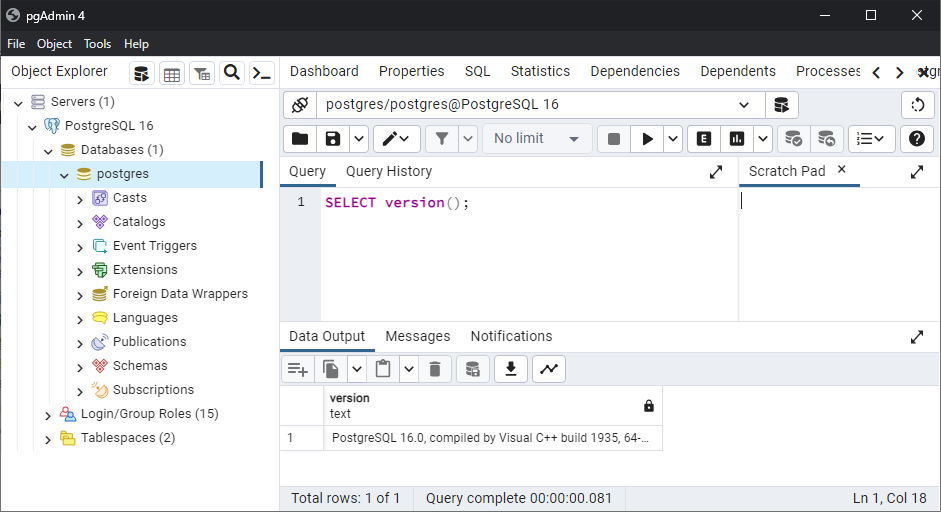 pgAdmin 4
File Object Tools Help
Object Explorer
Dashboard Properties SQL Statistics Dependencies Dependents Processes
Servers (1)
PostgreSQL 16
Databases (1)
postgres
Casts
Catalogs
Event Triggers
Extensions
Foreign Data Wrappers
Languages
Publications
Schemas
Subscriptions
Login/Group Roles (15)
Tablespaces (2)
postgres/postgres@PostgreSQL 16
No limit
E
Query Query History
Scratch Pad
1 SELECT version();
Data Output Messages Notifications
version
text
1 PostgreSQL 16.0, compiled by Visual C++ build 1935, 64-...
Total rows: 1 of 1 Query complete 00:00:00.081 Ln 1, Col 18